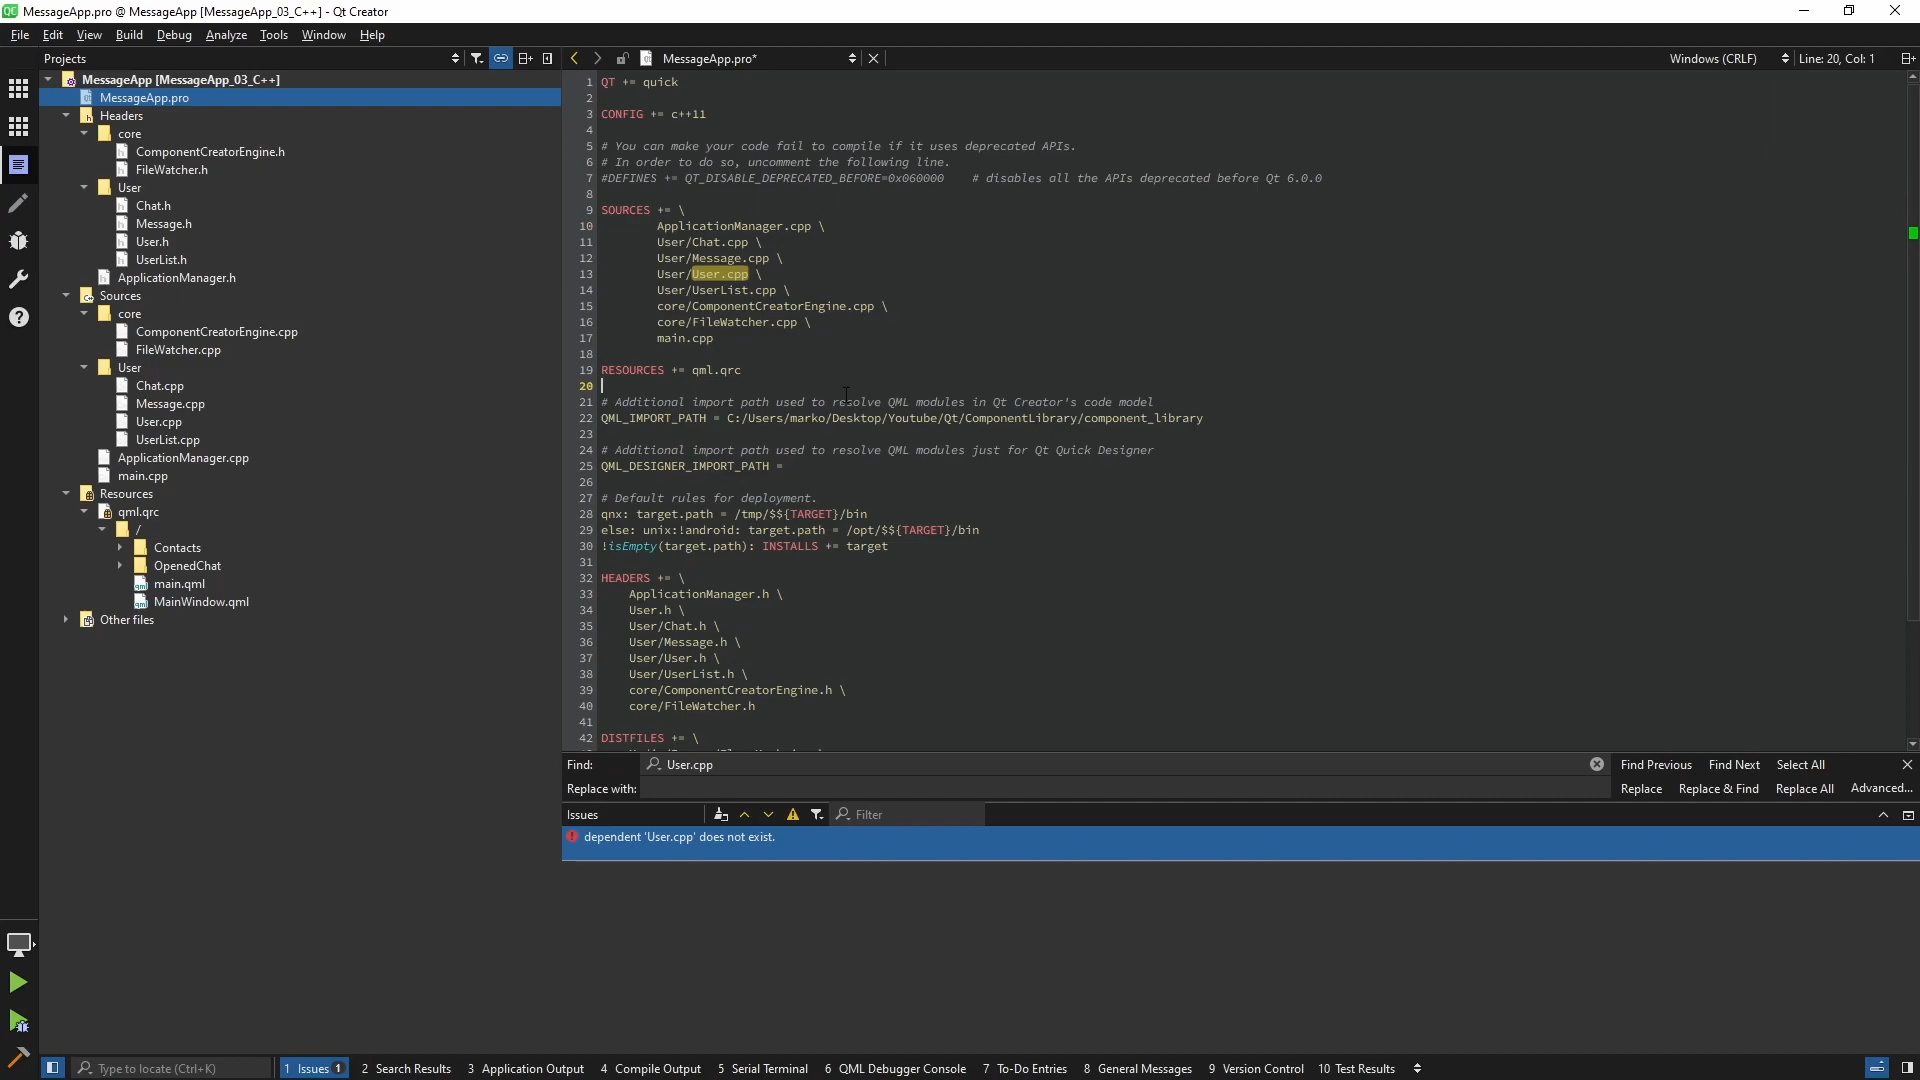 MessageApp.pro @ MessageApp [MessageApp_03_C++] - Qt Creator
File Edit View Build Debug Analyze Tools Window Help
Projects
MessageApp.pro*
Windows (CRLF)
Line: 20, Col: 1
MessageApp [MessageApp_03_C++]
MessageApp.pro
Headers
core
ComponentCreatorEngine.h
FileWatcher.h
User
Chat.h
Message.h
User.h
UserList.h
ApplicationManager.h
Sources
core
ComponentCreatorEngine.cpp
FileWatcher.cpp
User
Chat.cpp
Message.cpp
User.cpp
UserList.cpp
ApplicationManager.cpp
main.cpp
Resources
qml.qrc
/
Contacts
OpenedChat
main.qml
MainWindow.qml
Other files
1 QT += quick
2
3 CONFIG += c++11
4
5 # You can make your code fail to compile if it uses deprecated APIs.
6 # In order to do so, uncomment the following line.
7 #DEFINES += QT_DISABLE_DEPRECATED_BEFORE=0x060000    # disables all the APIs deprecated before Qt 6.0.0
8
9 SOURCES += \
10 ApplicationManager.cpp \
11 User/Chat.cpp \
12 User/Message.cpp \
13 User/User.cpp \
14 User/UserList.cpp \
15 core/ComponentCreatorEngine.cpp \
16 core/FileWatcher.cpp \
17 main.cpp
18
19 RESOURCES += qml.qrc
20
21 # Additional import path used to resolve QML modules in Qt Creator's code model
22 QML_IMPORT_PATH = C:/Users/marko/Desktop/Youtube/Qt/ComponentLibrary/component_library
23
24 # Additional import path used to resolve QML modules just for Qt Quick Designer
25 QML_DESIGNER_IMPORT_PATH =
26
27 # Default rules for deployment.
28 qnx: target.path = /tmp/$${TARGET}/bin
29 else: unix:!android: target.path = /opt/$${TARGET}/bin
30 !isEmpty(target.path): INSTALLS += target
31
32 HEADERS += \
33 ApplicationManager.h \
34 User.h \
35 User/Chat.h \
36 User/Message.h \
37 User/User.h \
38 User/UserList.h \
39 core/ComponentCreatorEngine.h \
40 core/FileWatcher.h
41
42 DISTFILES += \
Find: User.cpp Find Previous Find Next Select All
Replace with: Replace Replace & Find Replace All Advanced...
Issues Filter
dependent 'User.cpp' does not exist.
Type to locate (Ctrl+K) 1 Issues 1 2 Search Results 3 Application Output 4 Compile Output 5 Serial Terminal 6 QML Debugger Console 7 To-Do Entries 8 General Messages 9 Version Control 10 Test Results